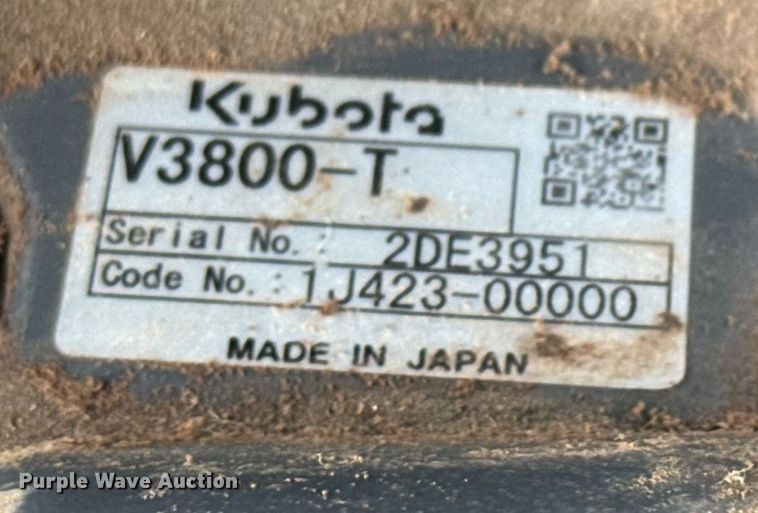 Kubota
V3800-T
Serial No. : 2DE3951
Code No. : 1J423-00000
MADE IN JAPAN
Purple Wave Auction